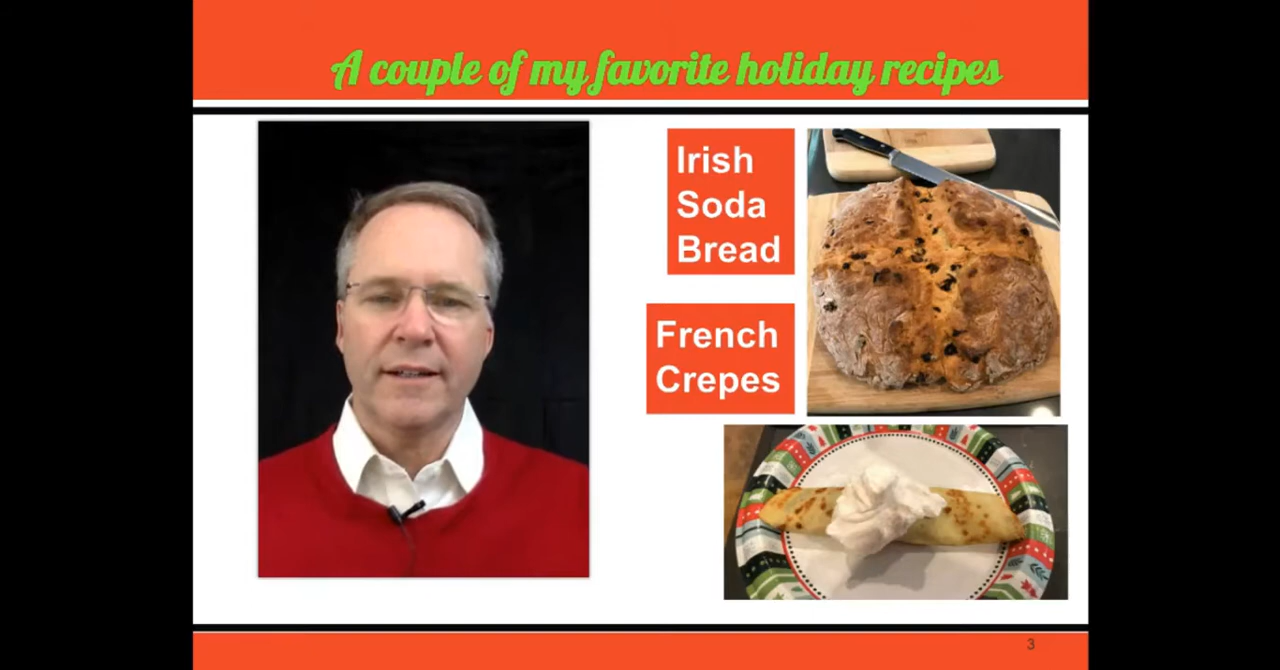 A couple of my favorite holiday recipes
Irish
Soda
Bread
French
Crepes
3